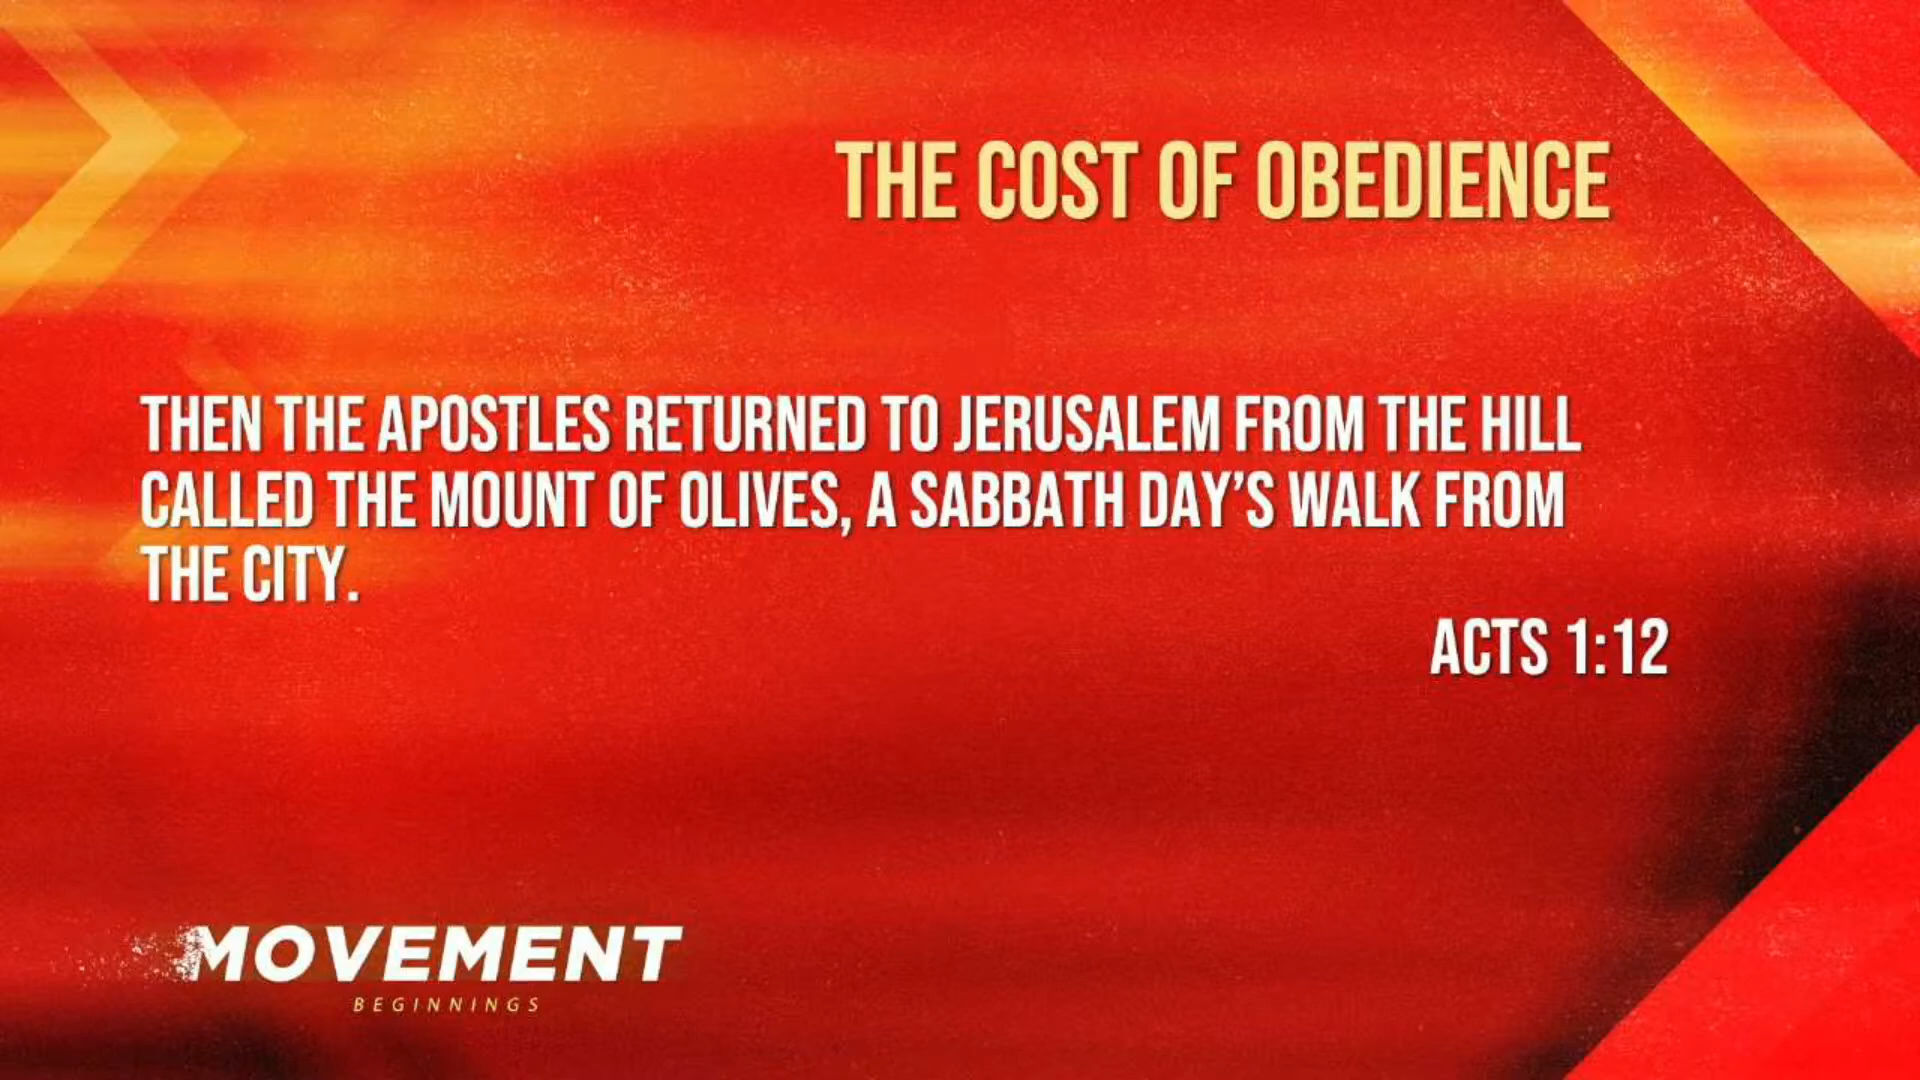 THE COST OF OBEDIENCE
THEN THE APOSTLES RETURNED TO JERUSALEM FROM THE HILL
CALLED THE MOUNT OF OLIVES, A SABBATH DAY’S WALK FROM
THE CITY.
ACTS 1:12
MOVEMENT
BEGINNINGS